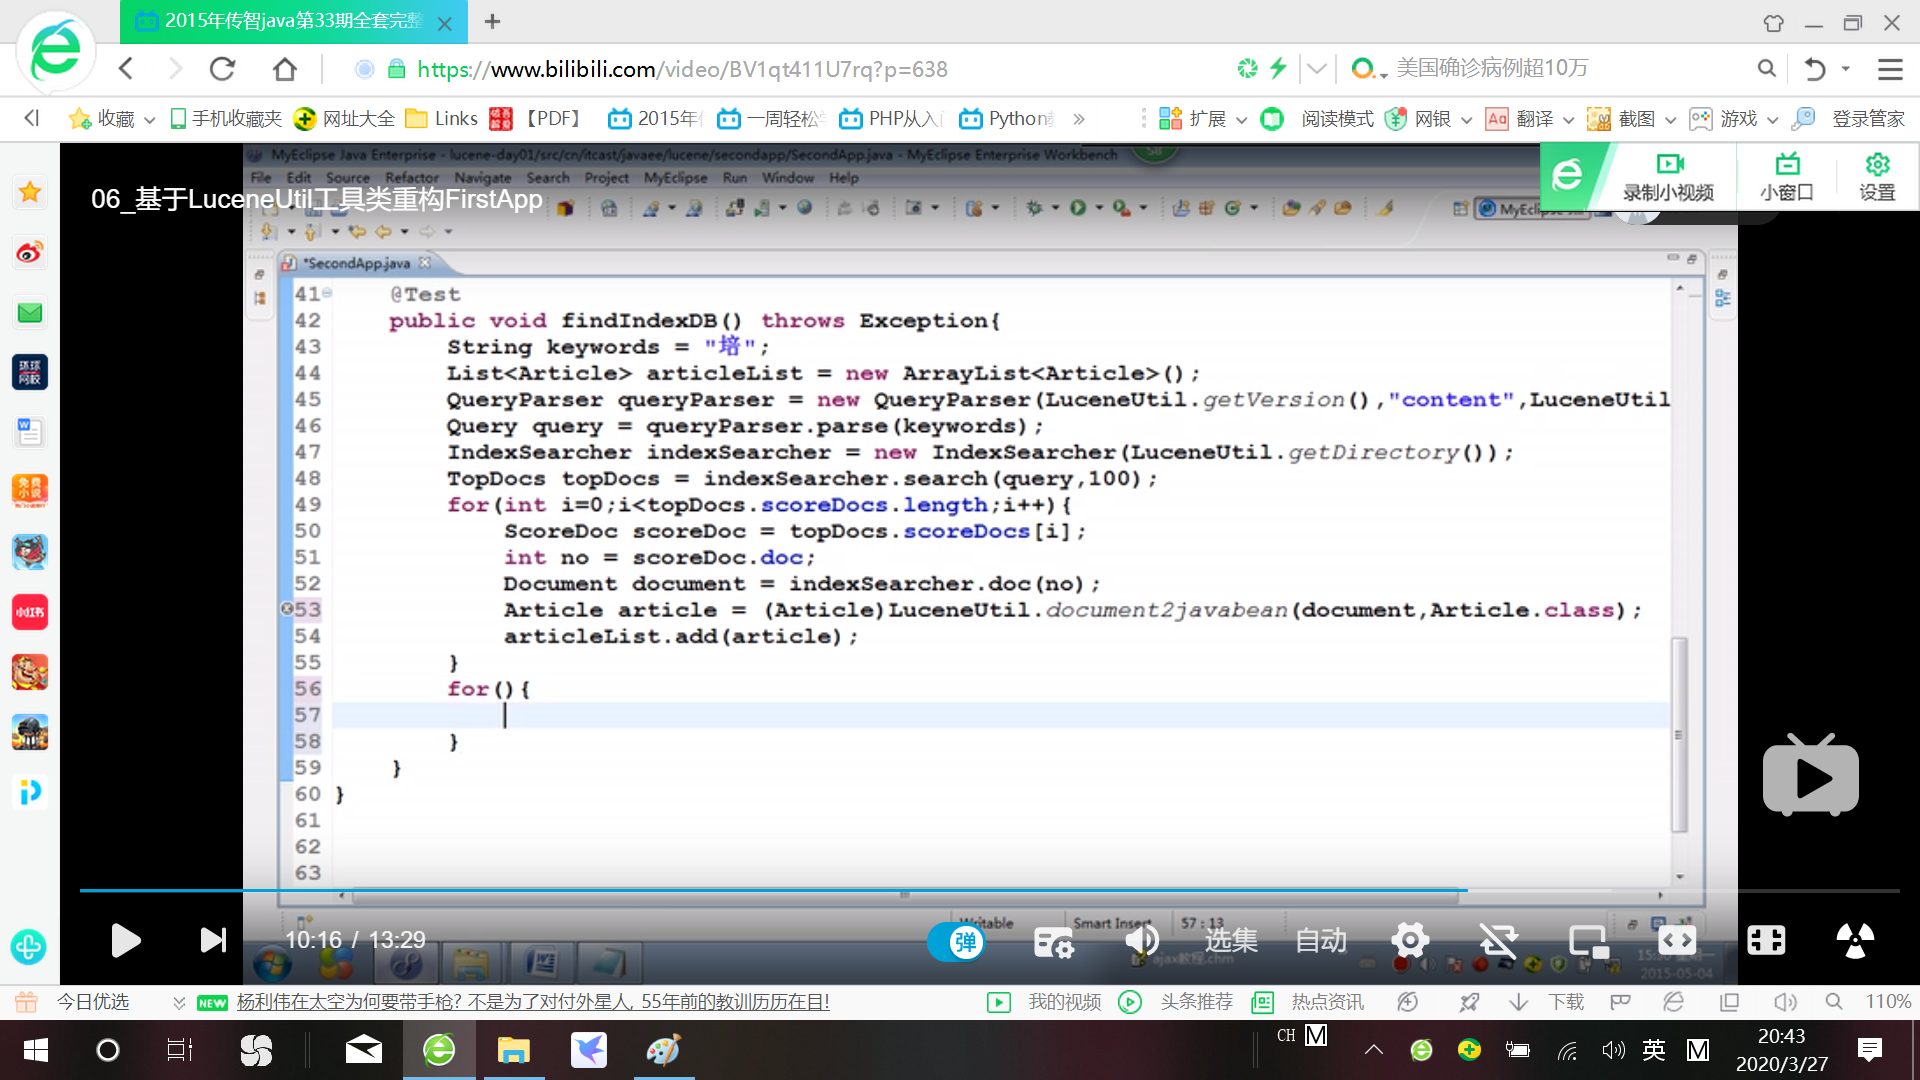 2015年传智java第33期全套完整
https://www.bilibili.com/video/BV1qt411U7rq?p=638
美国确诊病例超10万
收藏 手机收藏夹 网址大全 Links 【PDF】 2015年 一周轻松 PHP从入 Python 扩展 阅读模式 网银 翻译 截图 游戏 登录管家
MyEclipse Java Enterprise - lucene-day01/src/cn/itcast/javaee/lucene/secondapp/SecondApp.java - MyEclipse Enterprise Workbench
File Edit Source Refactor Navigate Search Project MyEclipse Run Window Help
06_基于LuceneUtil工具类重构FirstApp
录制小视频 小窗口 设置
*SecondApp.java
41 @Test
42 public void findIndexDB() throws Exception{
43 String keywords = "培";
44 List<Article> articleList = new ArrayList<Article>();
45 QueryParser queryParser = new QueryParser(LuceneUtil.getVersion(),"content",LuceneUtil
46 Query query = queryParser.parse(keywords);
47 IndexSearcher indexSearcher = new IndexSearcher(LuceneUtil.getDirectory());
48 TopDocs topDocs = indexSearcher.search(query,100);
49 for(int i=0;i<topDocs.scoreDocs.length;i++){
50 ScoreDoc scoreDoc = topDocs.scoreDocs[i];
51 int no = scoreDoc.doc;
52 Document document = indexSearcher.doc(no);
53 Article article = (Article)LuceneUtil.document2javabean(document,Article.class);
54 articleList.add(article);
55 }
56 for(){
57
58 }
59 }
60 }
61
62
63
Writable Smart Insert 57 : 13
10:16 / 13:29 弹 选集 自动
ajax教程.chm
2015-05-04
今日优选 NEW 杨利伟在太空为何要带手枪? 不是为了对付外星人, 55年前的教训历历在目! 我的视频 头条推荐 热点资讯 下载 110%
CH M 英 M
20:43
2020/3/27